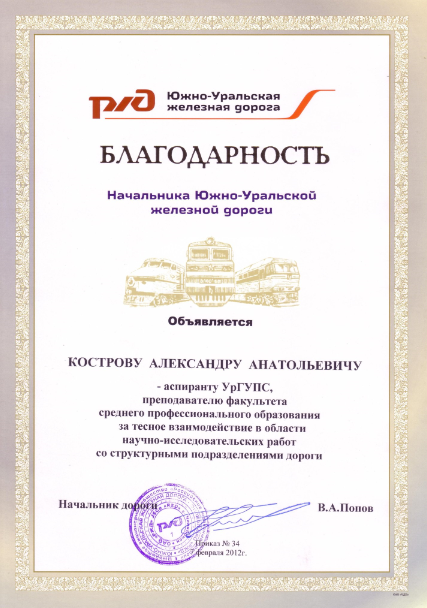 РЖД Южно-Уральская
железная дорога
БЛАГОДАРНОСТЬ
Начальника Южно-Уральской
железной дороги
Объявляется
КОСТРОВУ АЛЕКСАНДРУ АНАТОЛЬЕВИЧУ
- аспиранту УрГУПС,
преподавателю факультета
среднего профессионального образования
за тесное взаимодействие в области
научно-исследовательских работ
со структурными подразделениями дороги
Начальник дороги
В.А.Попов
Приказ № 34
7 февраля 2012г.